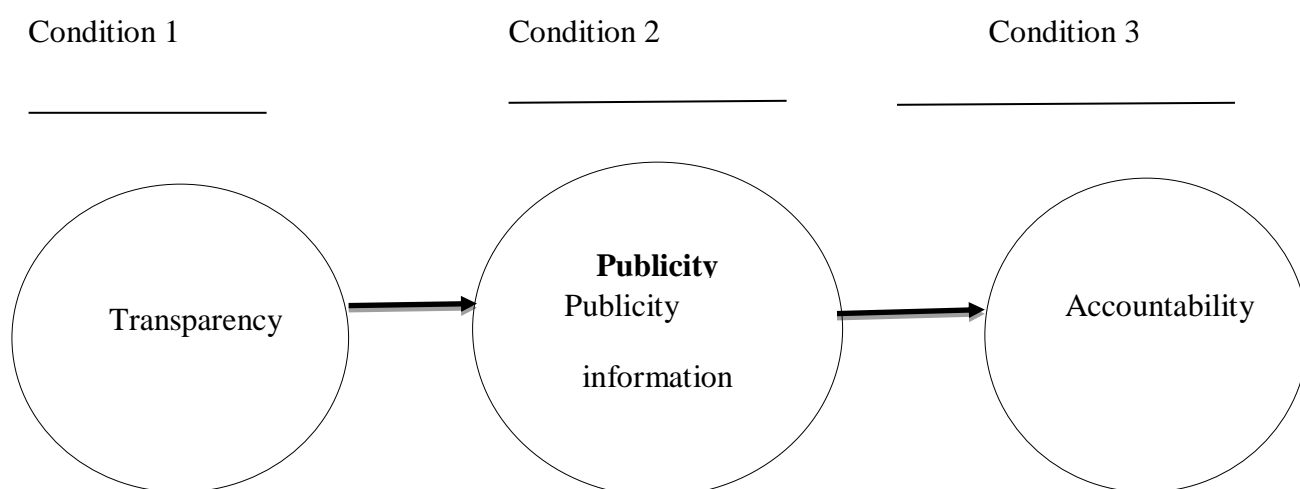 Condition 1
Condition 2
Condition 3
Transparency
Publicity
Publicity
information
Accountability